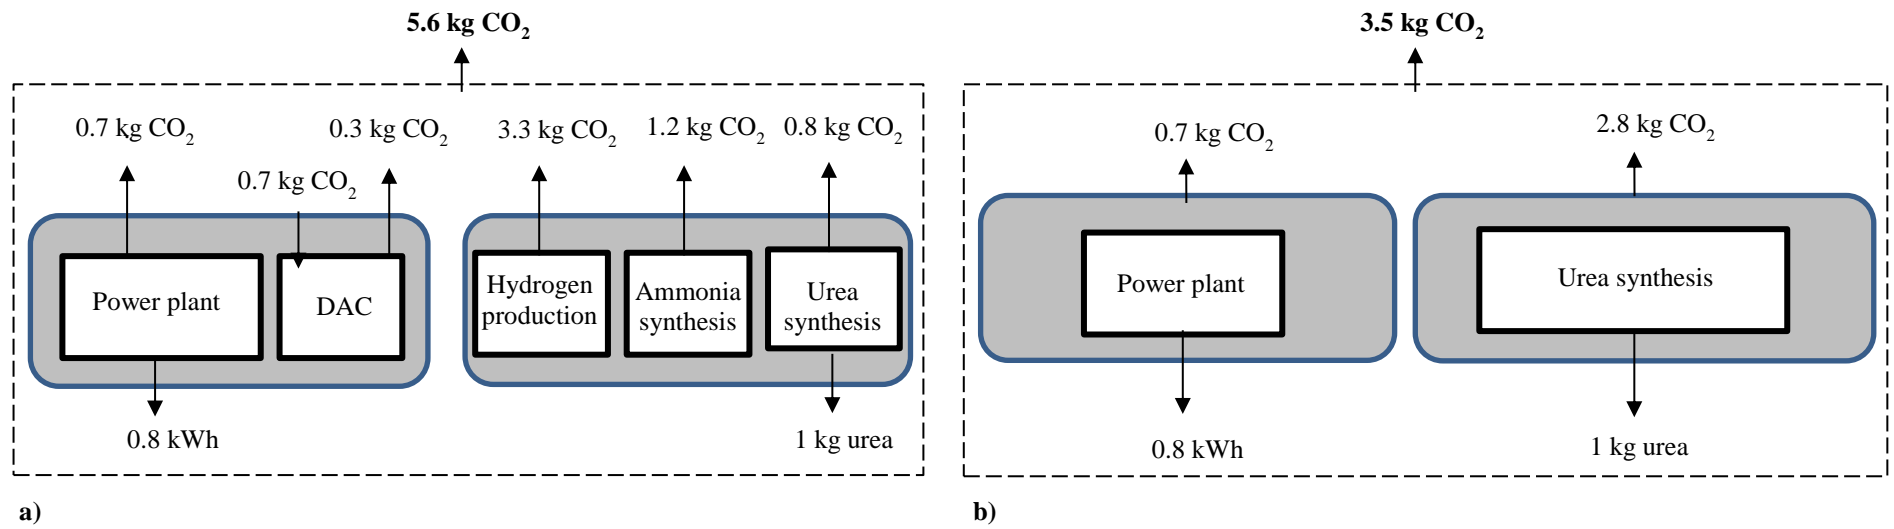 5.6 kg CO₂
0.7 kg CO₂
0.3 kg CO₂
3.3 kg CO₂
1.2 kg CO₂
0.8 kg CO₂
0.7 kg CO₂
Power plant
DAC
Hydrogen
production
Ammonia
synthesis
Urea
synthesis
0.8 kWh
1 kg urea
a)
3.5 kg CO₂
0.7 kg CO₂
2.8 kg CO₂
Power plant
Urea synthesis
0.8 kWh
1 kg urea
b)